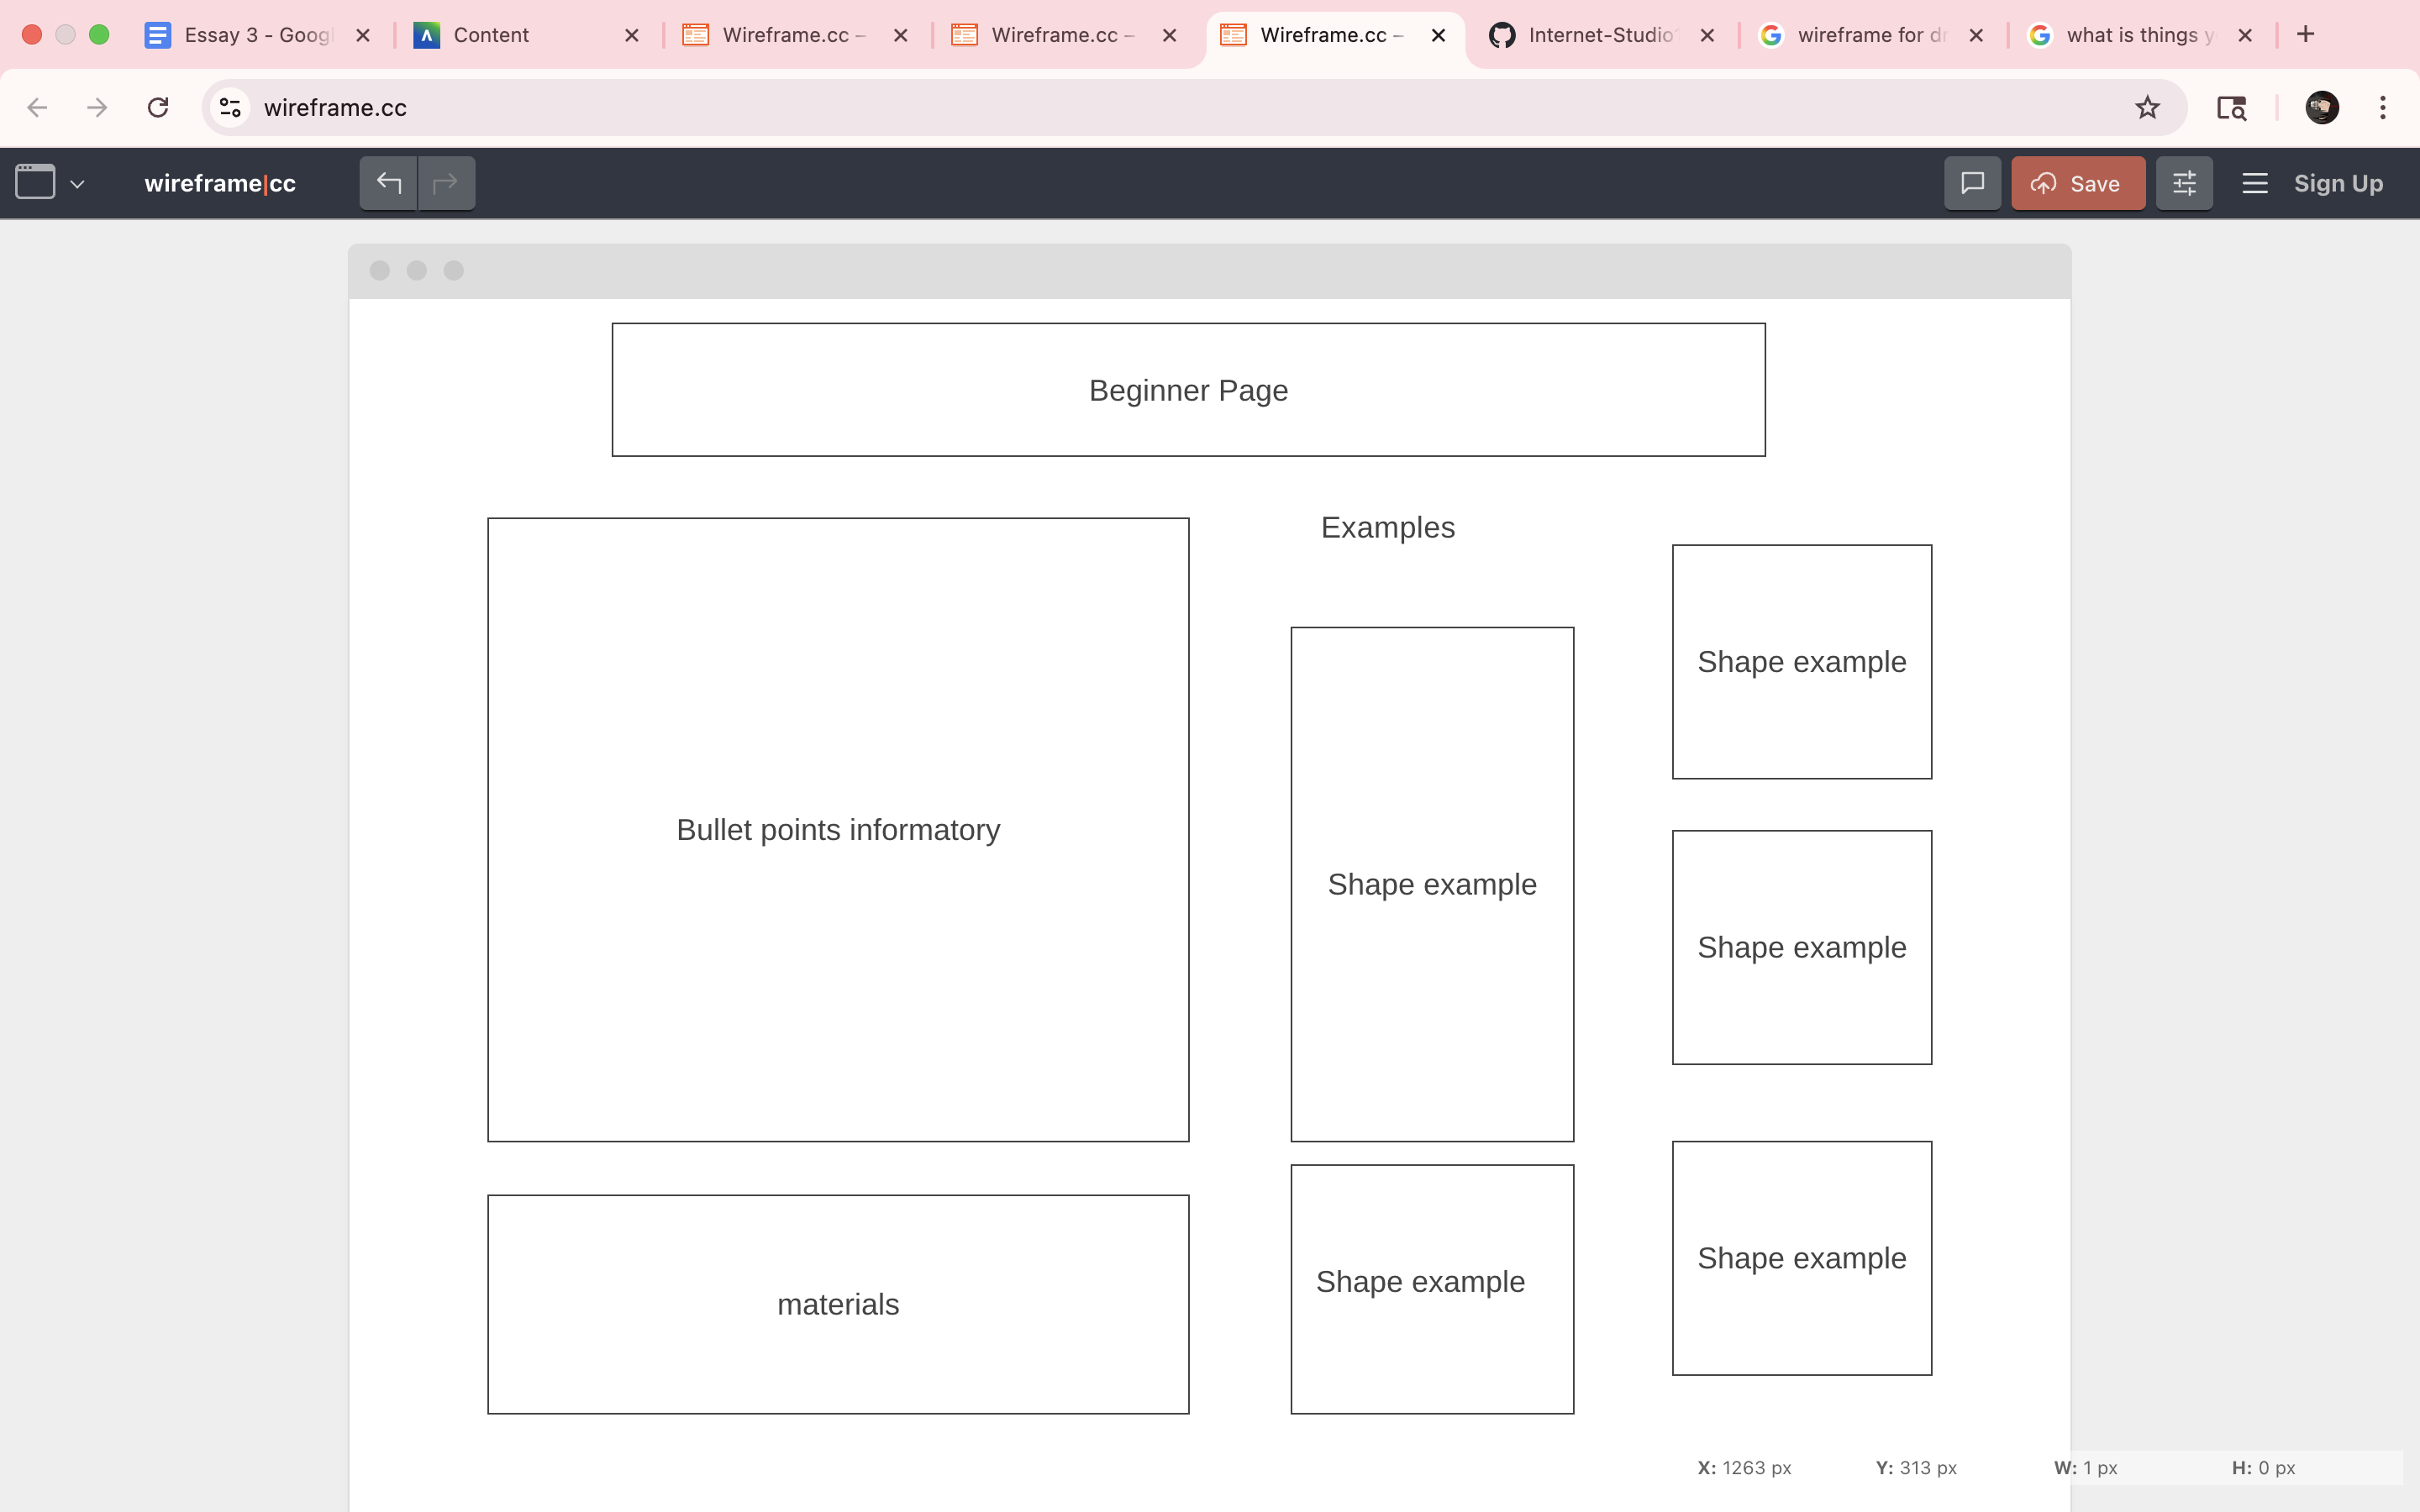 Essay 3 - Goog
Content
Wireframe.cc –
Wireframe.cc –
Wireframe.cc –
Internet-Studio
wireframe for dr
what is things y
wireframe.cc
wireframe|cc
Save
Sign Up
Beginner Page
Examples
Shape example
Bullet points informatory
Shape example
Shape example
Shape example
Shape example
materials
X: 1263 px Y: 313 px W: 1 px H: 0 px